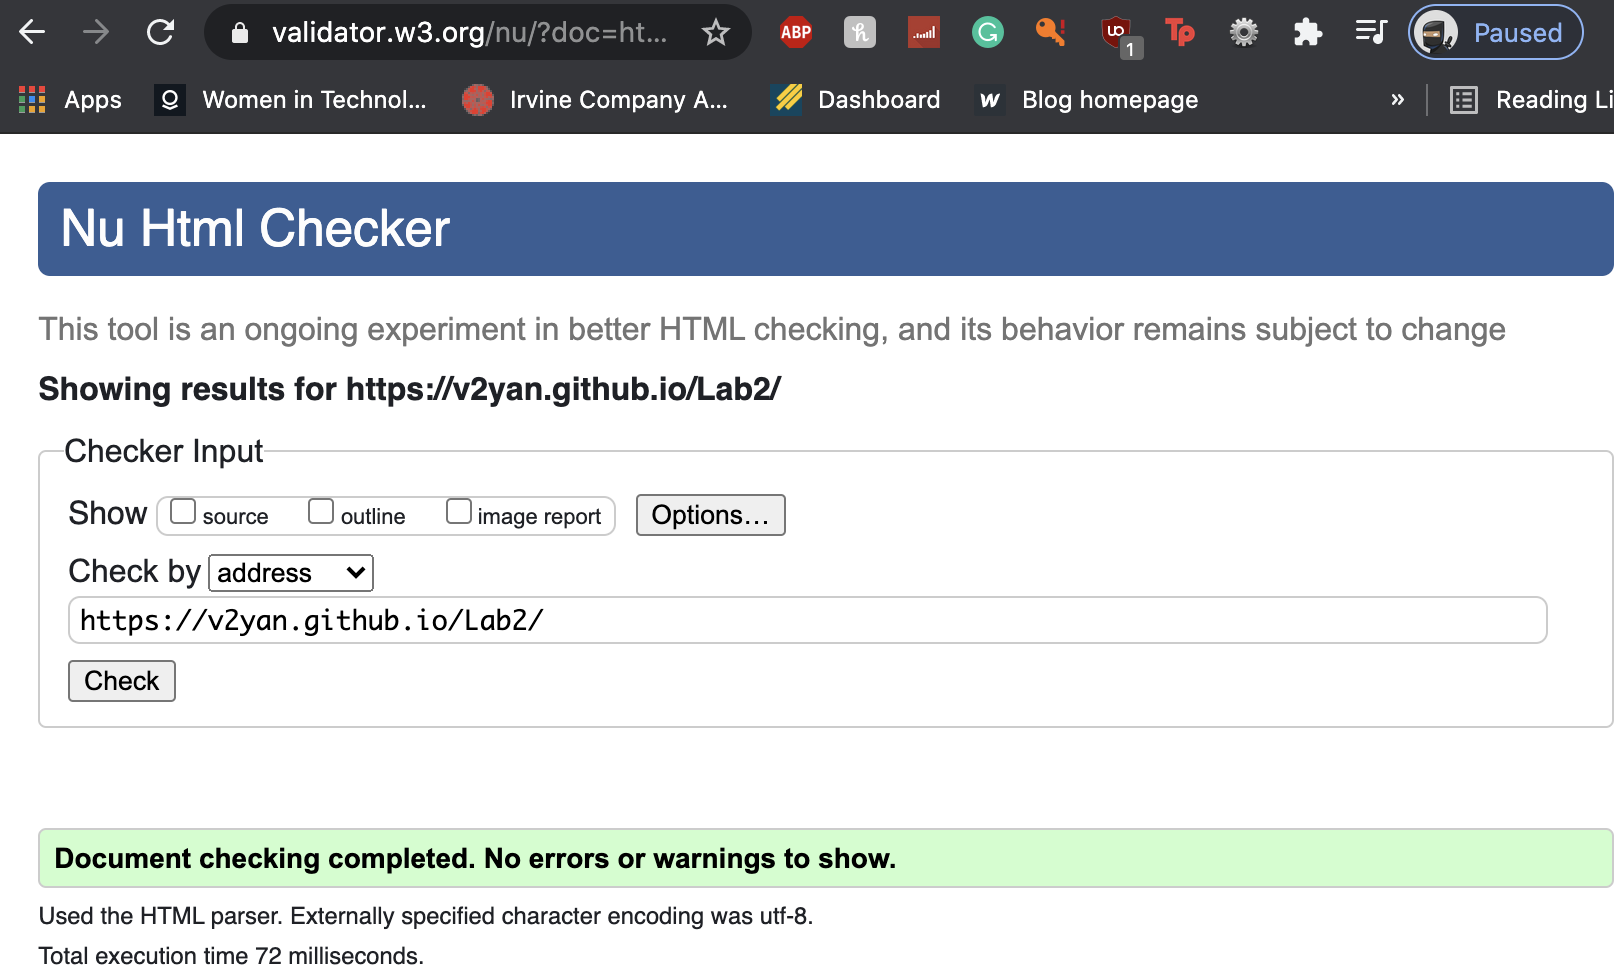 validator.w3.org/nu/?doc=ht...
ABP
1
Tp
Paused
Apps
Women in Technol...
Irvine Company A...
Dashboard
w
Blog homepage
»
Reading Li
Nu Html Checker
This tool is an ongoing experiment in better HTML checking, and its behavior remains subject to change
Showing results for https://v2yan.github.io/Lab2/
Checker Input
Show source outline image report Options...
Check by address
https://v2yan.github.io/Lab2/
Check
Document checking completed. No errors or warnings to show.
Used the HTML parser. Externally specified character encoding was utf-8.
Total execution time 72 milliseconds.